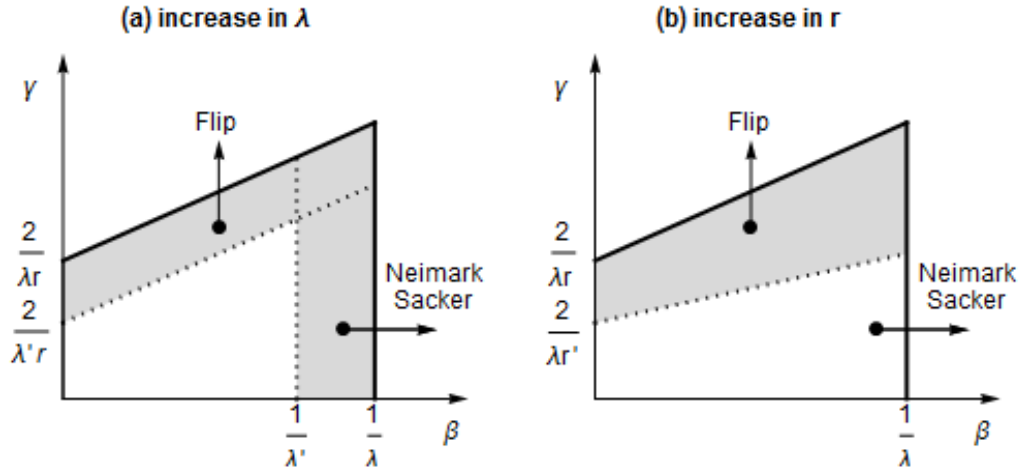 (a) increase in λ
(b) increase in r
γ
Flip
2
λr
2
λ'r
Neimark
Sacker
1
λ'
1
λ
β
γ
Flip
2
λr
2
λr'
Neimark
Sacker
1
λ
β